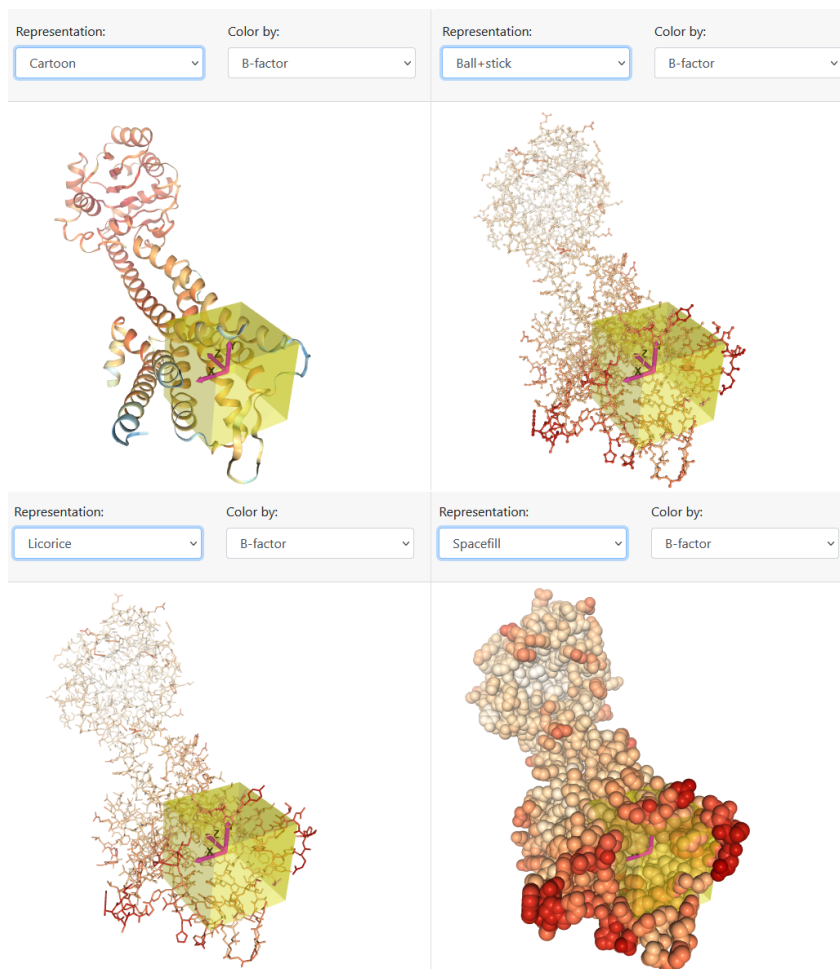 Representation: Color by: Representation: Color by:
Cartoon B-factor Ball+stick B-factor
Z Y X
Z X
Representation: Color by: Representation: Color by:
Licorice B-factor Spacefill B-factor
Z X